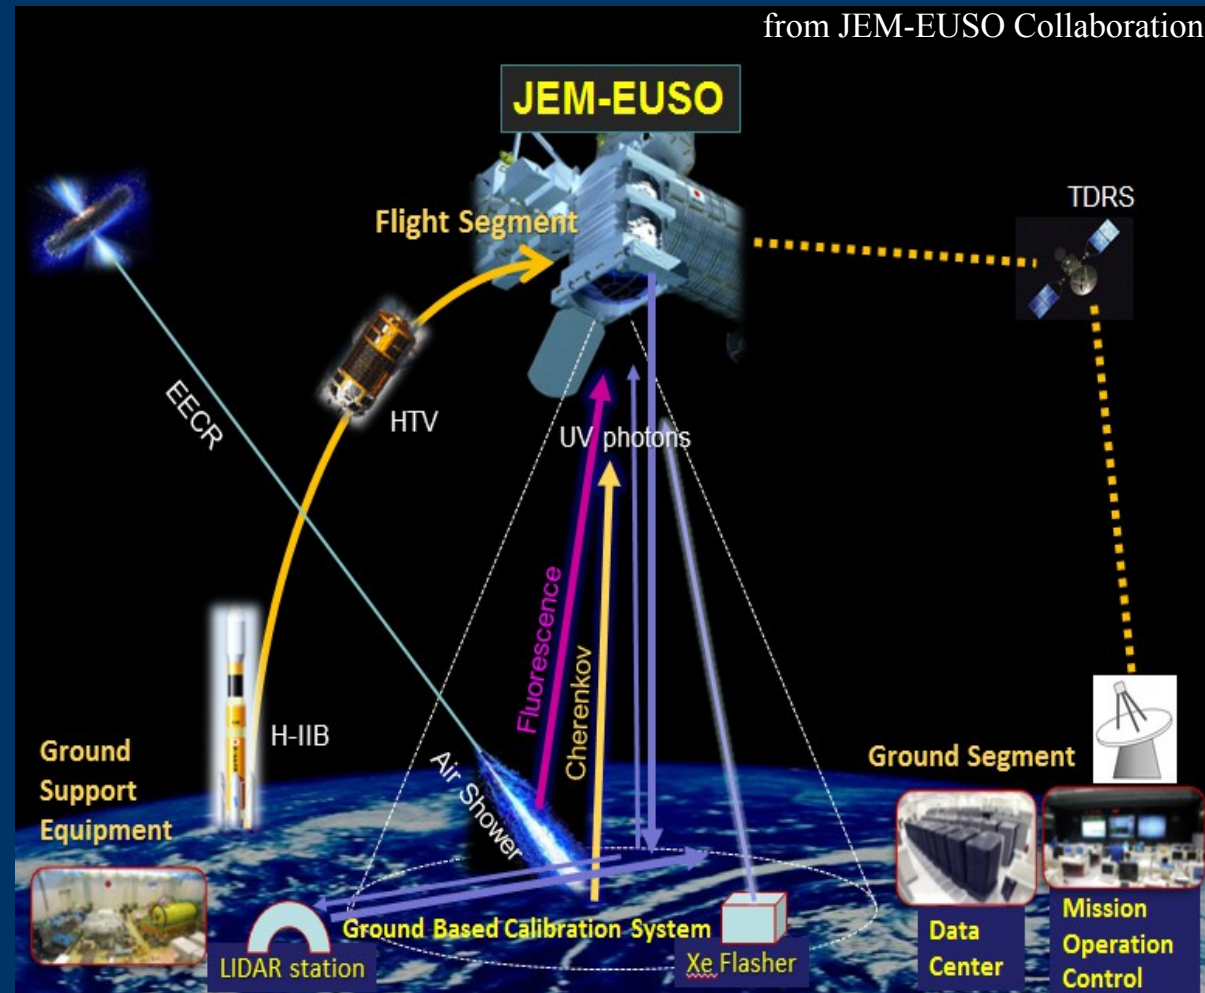 from JEM-EUSO Collaboration
JEM-EUSO
TDRS
Flight Segment
EECR
HTV
UV photons
Fluorescence
Cherenkov
H-IIB
Air Shower
Ground
Support
Equipment
Ground Segment
Ground Based Calibration System
LIDAR station
Xe Flasher
Data
Center
Mission
Operation
Control